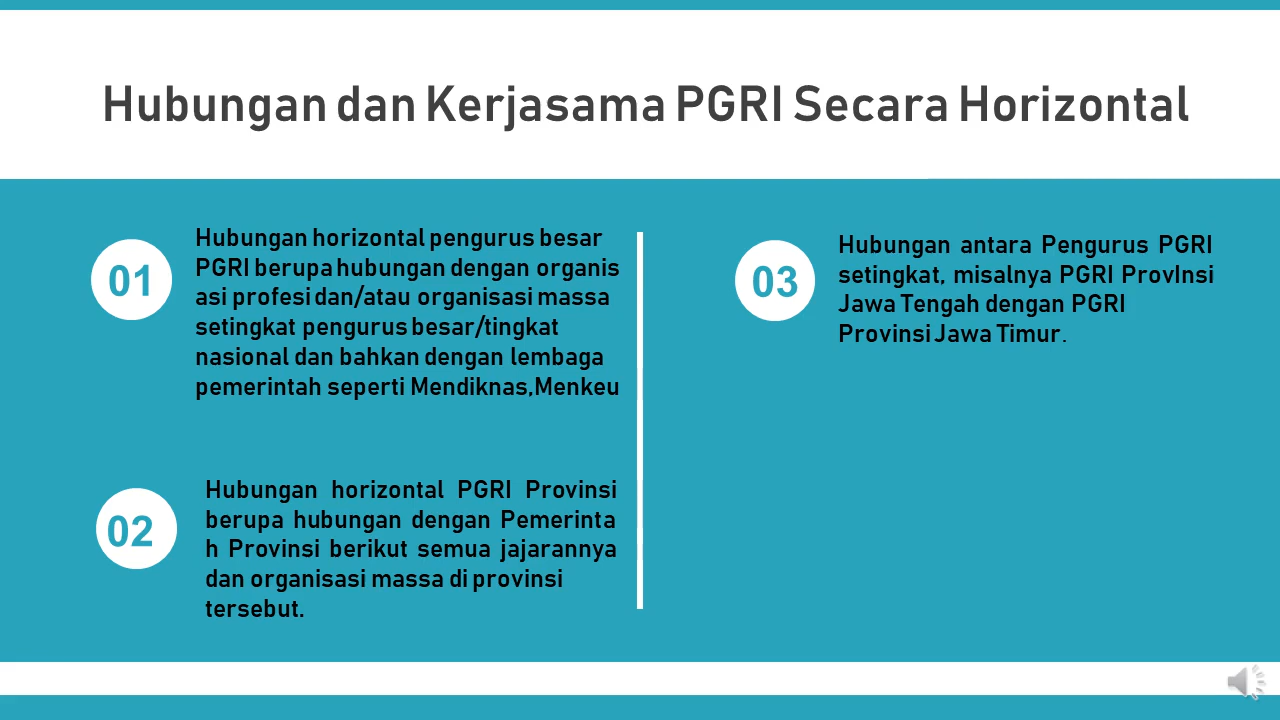 Hubungan dan Kerjasama PGRI Secara Horizontal
01
Hubungan horizontal pengurus besar
PGRI berupa hubungan dengan organis
asi profesi dan/atau organisasi massa
setingkat pengurus besar/tingkat
nasional dan bahkan dengan lembaga
pemerintah seperti Mendiknas,Menkeu
02
Hubungan horizontal PGRI Provinsi
berupa hubungan dengan Pemerinta
h Provinsi berikut semua jajarannya
dan organisasi massa di provinsi
tersebut.
03
Hubungan antara Pengurus PGRI
setingkat, misalnya PGRI ProvInsi
Jawa Tengah dengan PGRI
Provinsi Jawa Timur.